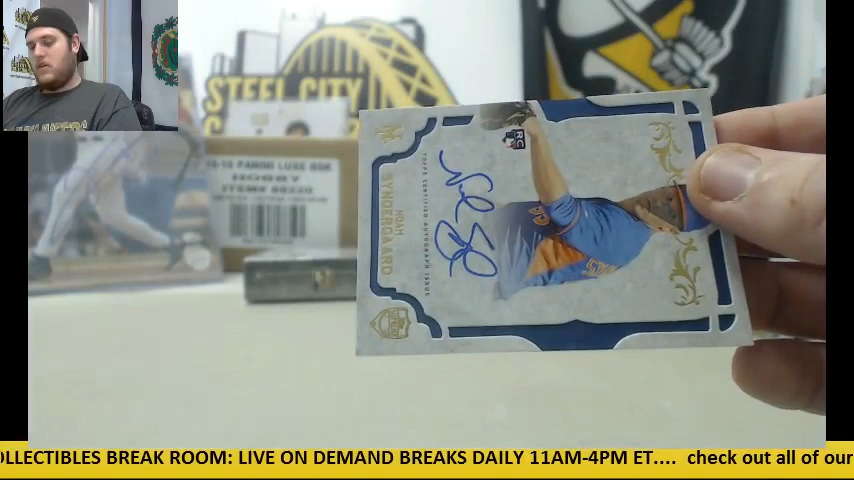 STEEL CITY
15-16 PANINI LUXE BSK
HOBBY
RC
TOPPS CERTIFIED AUTOGRAPH ISSUE
NOAH
SYNDERGAARD
OLLECTIBLES BREAK ROOM: LIVE ON DEMAND BREAKS DAILY 11AM-4PM ET.... check out all of our